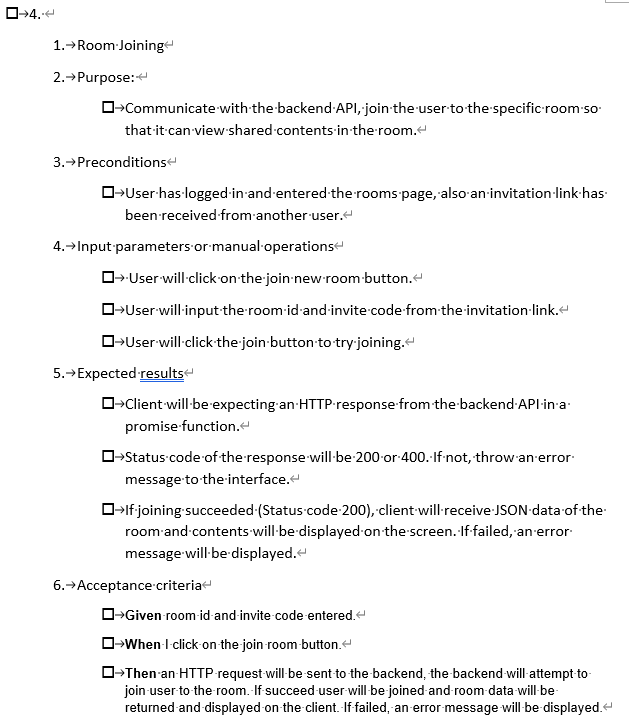 4.
1. Room Joining
2. Purpose:
Communicate with the backend API, join the user to the specific room so
that it can view shared contents in the room.
3. Preconditions
User has logged in and entered the rooms page, also an invitation link has
been received from another user.
4. Input parameters or manual operations
User will click on the join new room button.
User will input the room id and invite code from the invitation link.
User will click the join button to try joining.
5. Expected results
Client will be expecting an HTTP response from the backend API in a
promise function.
Status code of the response will be 200 or 400. If not, throw an error
message to the interface.
If joining succeeded (Status code 200), client will receive JSON data of the
room and contents will be displayed on the screen. If failed, an error
message will be displayed.
6. Acceptance criteria
Given room id and invite code entered.
When I click on the join room button.
Then an HTTP request will be sent to the backend, the backend will attempt to
join user to the room. If succeed user will be joined and room data will be
returned and displayed on the client. If failed, an error message will be displayed.